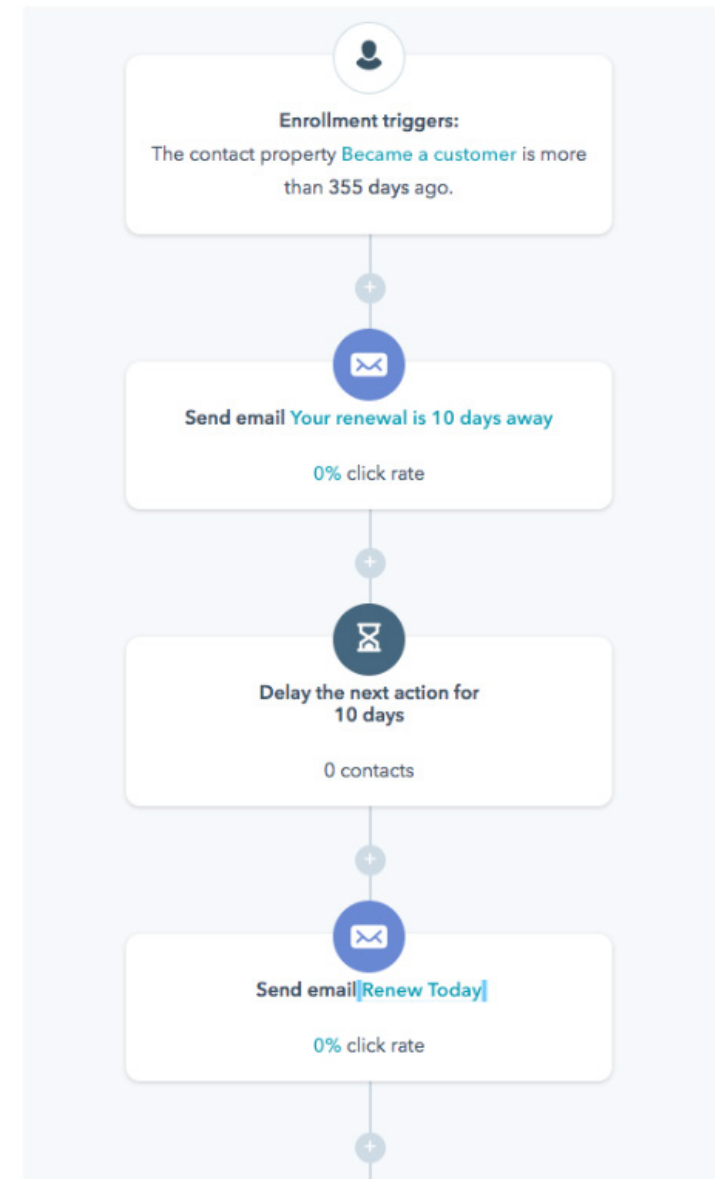 Enrollment triggers:
The contact property Became a customer is more
than 355 days ago.
Send email Your renewal is 10 days away
0% click rate
Delay the next action for
10 days
0 contacts
Send email Renew Today
0% click rate